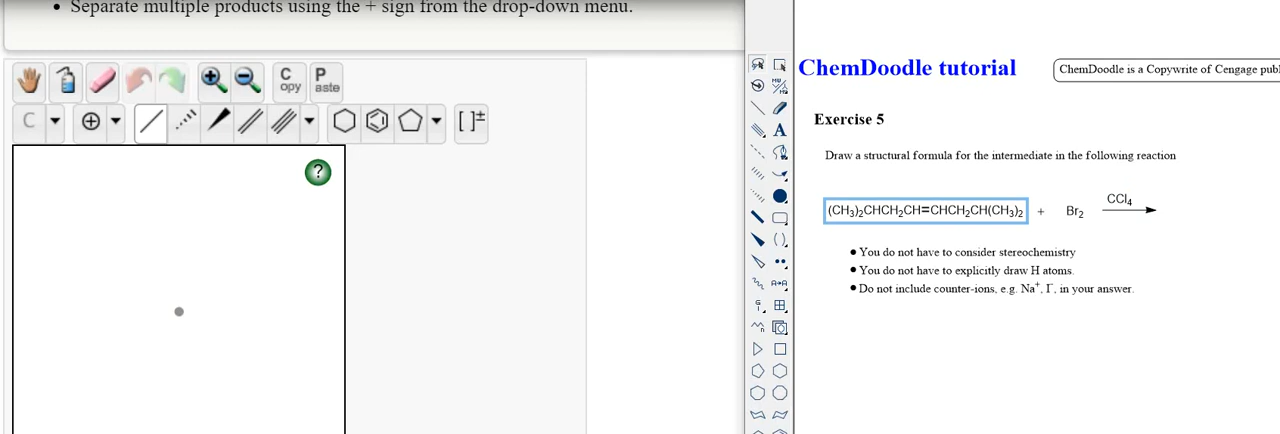 • Separate multiple products using the + sign from the drop-down menu.
C opy
P aste
C
[ ]±
?
ChemDoodle tutorial
ChemDoodle is a Copywrite of Cengage publ
Exercise 5
Draw a structural formula for the intermediate in the following reaction
(CH₃)₂CHCH₂CH=CHCH₂CH(CH₃)₂ + Br₂ CCl₄
• You do not have to consider stereochemistry
• You do not have to explicitly draw H atoms.
• Do not include counter-ions, e.g. Na⁺, I⁻, in your answer.